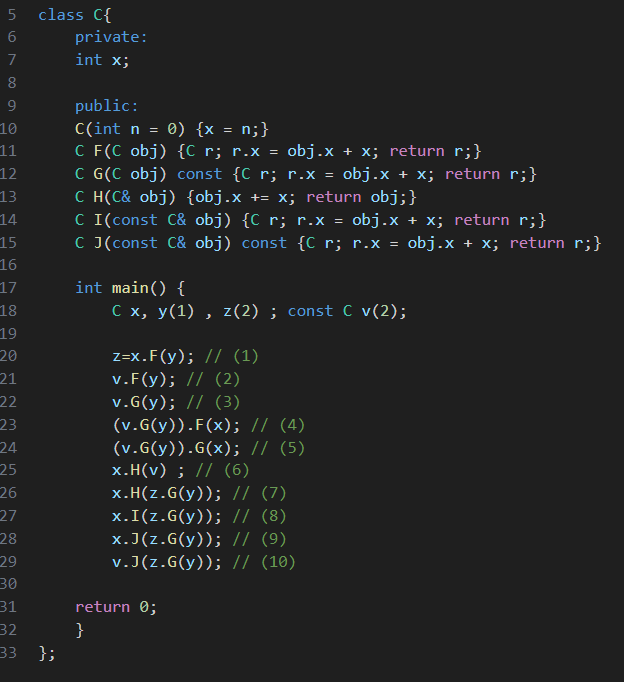 5 class C{
6     private:
7     int x;
8
9     public:
10     C(int n = 0) {x = n;}
11     C F(C obj) {C r; r.x = obj.x + x; return r;}
12     C G(C obj) const {C r; r.x = obj.x + x; return r;}
13     C H(C& obj) {obj.x += x; return obj;}
14     C I(const C& obj) {C r; r.x = obj.x + x; return r;}
15     C J(const C& obj) const {C r; r.x = obj.x + x; return r;}
16
17     int main() {
18         C x, y(1) , z(2) ; const C v(2);
19
20         z=x.F(y); // (1)
21         v.F(y); // (2)
22         v.G(y); // (3)
23         (v.G(y)).F(x); // (4)
24         (v.G(y)).G(x); // (5)
25         x.H(v) ; // (6)
26         x.H(z.G(y)); // (7)
27         x.I(z.G(y)); // (8)
28         x.J(z.G(y)); // (9)
29         v.J(z.G(y)); // (10)
30
31     return 0;
32     }
33 };